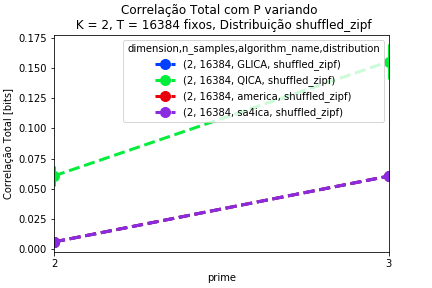 Correlação Total com P variando
K = 2, T = 16384 fixos, Distribuição shuffled_zipf
dimension,n_samples,algorithm_name,distribution
(2, 16384, GLICA, shuffled_zipf)
(2, 16384, QICA, shuffled_zipf)
(2, 16384, america, shuffled_zipf)
(2, 16384, sa4ica, shuffled_zipf)
Correlação Total [bits]
0.175
0.150
0.125
0.100
0.075
0.050
0.025
0.000
2
3
prime